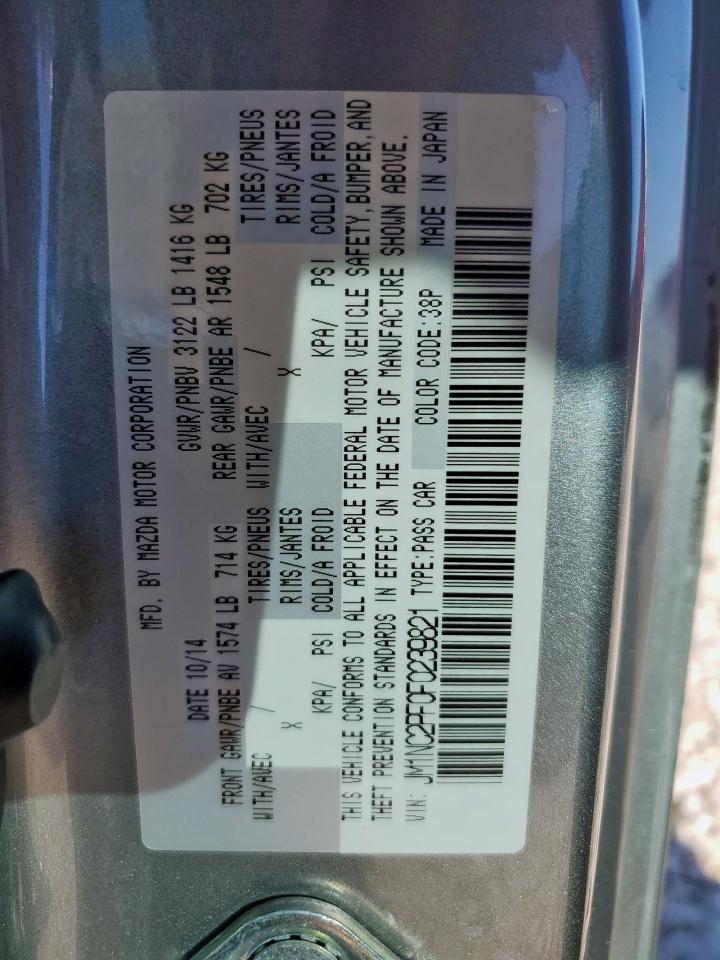 MFD. BY MAZDA MOTOR CORPORATION
DATE 10/14 GVWR/PNBV 3122 LB 1416 KG
FRONT GAWR/PNBE AV 1574 LB 714 KG REAR GAWR/PNBE AR 1548 LB 702 KG
WITH/AVEC / TIRES/PNEUS WITH/AVEC / TIRES/PNEUS
X RIMS/JANTES X RIMS/JANTES
KPA/ PSI COLD/A FROID KPA/ PSI COLD/A FROID
THIS VEHICLE CONFORMS TO ALL APPLICABLE FEDERAL MOTOR VEHICLE SAFETY, BUMPER, AND
THEFT PREVENTION STANDARDS IN EFFECT ON THE DATE OF MANUFACTURE SHOWN ABOVE.
VIN: JM1NC2PF0F0239821 TYPE:PASS CAR COLOR CODE:38P MADE IN JAPAN